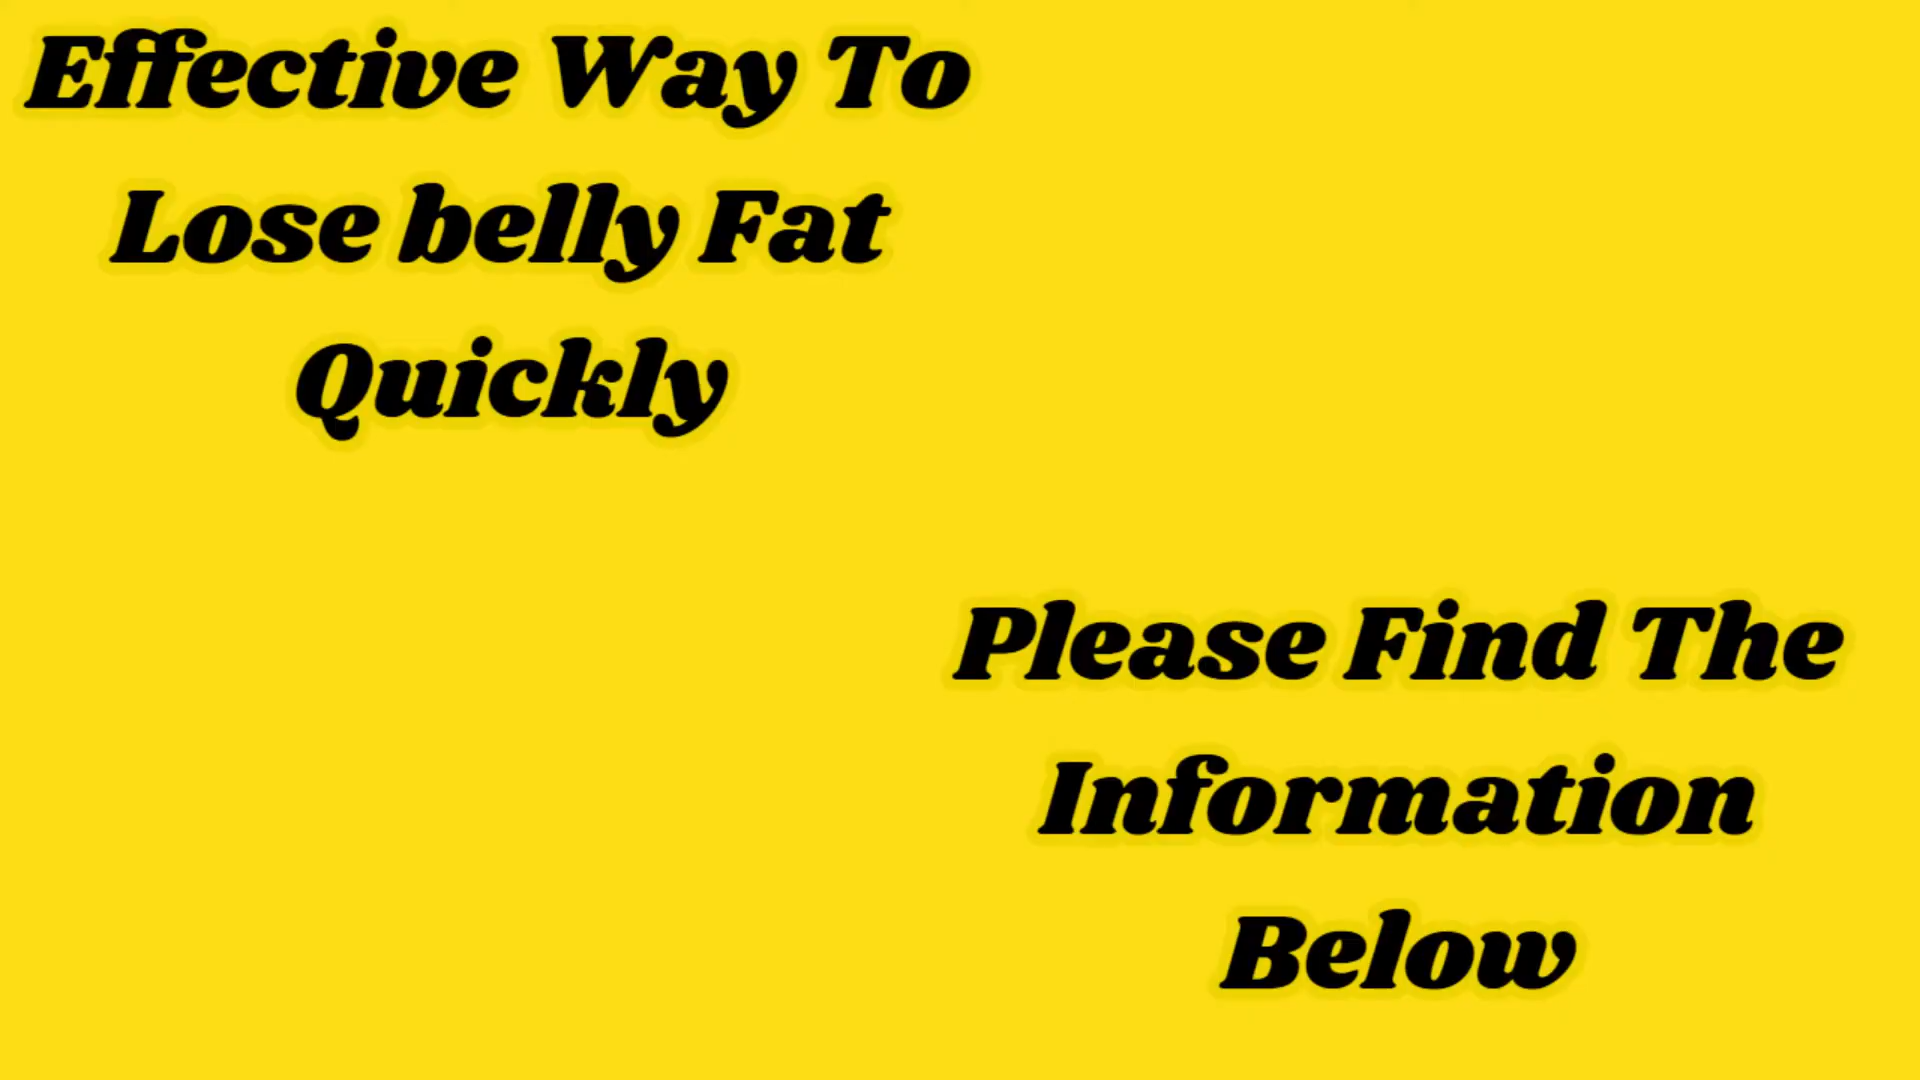 Effective Way To
Lose belly Fat
Quickly
Please Find The
Information
Below